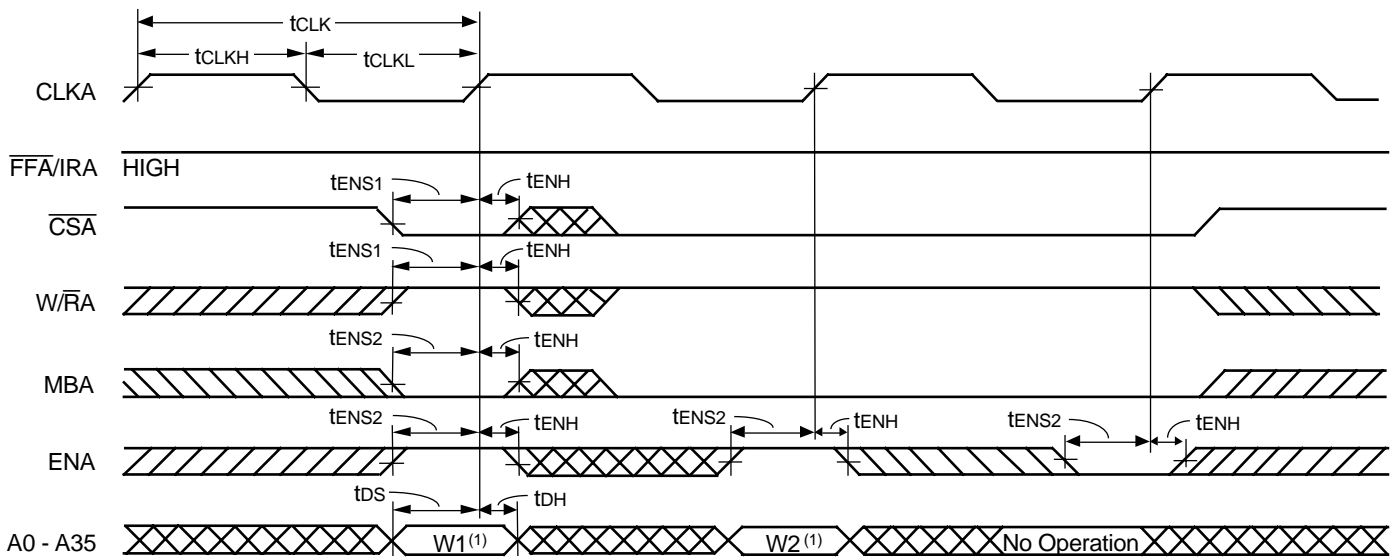 tCLK
tCLKH tCLKL
CLKA
FFA/IRA HIGH
tENS1 tENH
CSA
tENS1 tENH
W/RA
tENS2 tENH
MBA
tENS2 tENH tENS2 tENH tENS2 tENH
ENA
tDS tDH
A0 - A35 W1(1) W2(1) No Operation